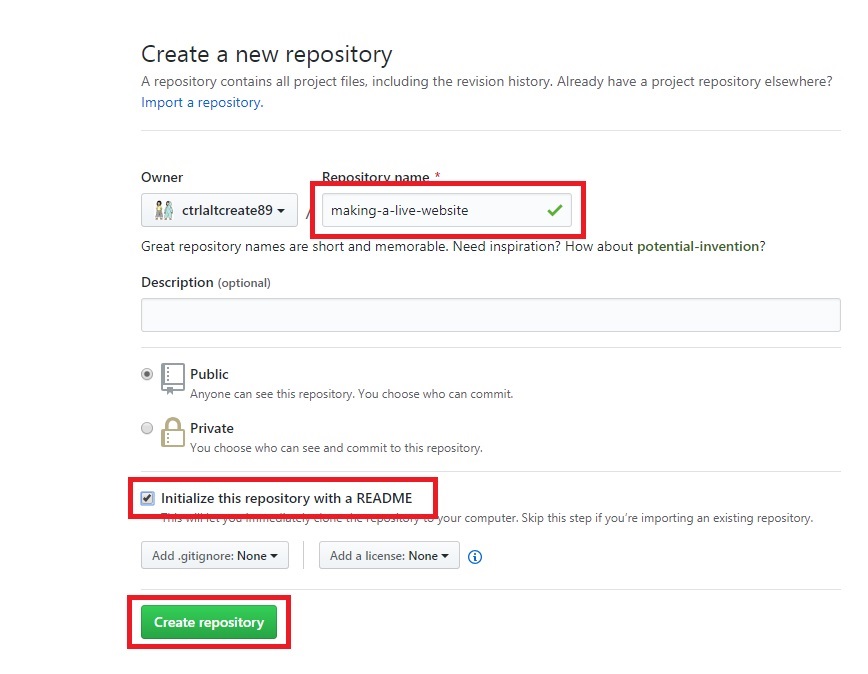 Create a new repository
A repository contains all project files, including the revision history. Already have a project repository elsewhere?
Import a repository.
Owner
Repository name *
ctrlaltcreate89 / making-a-live-website
Great repository names are short and memorable. Need inspiration? How about potential-invention?
Description (optional)
Public
Anyone can see this repository. You choose who can commit.
Private
You choose who can see and commit to this repository.
Initialize this repository with a README
This will let you immediately clone the repository to your computer. Skip this step if you're importing an existing repository.
Add .gitignore: None Add a license: None
Create repository